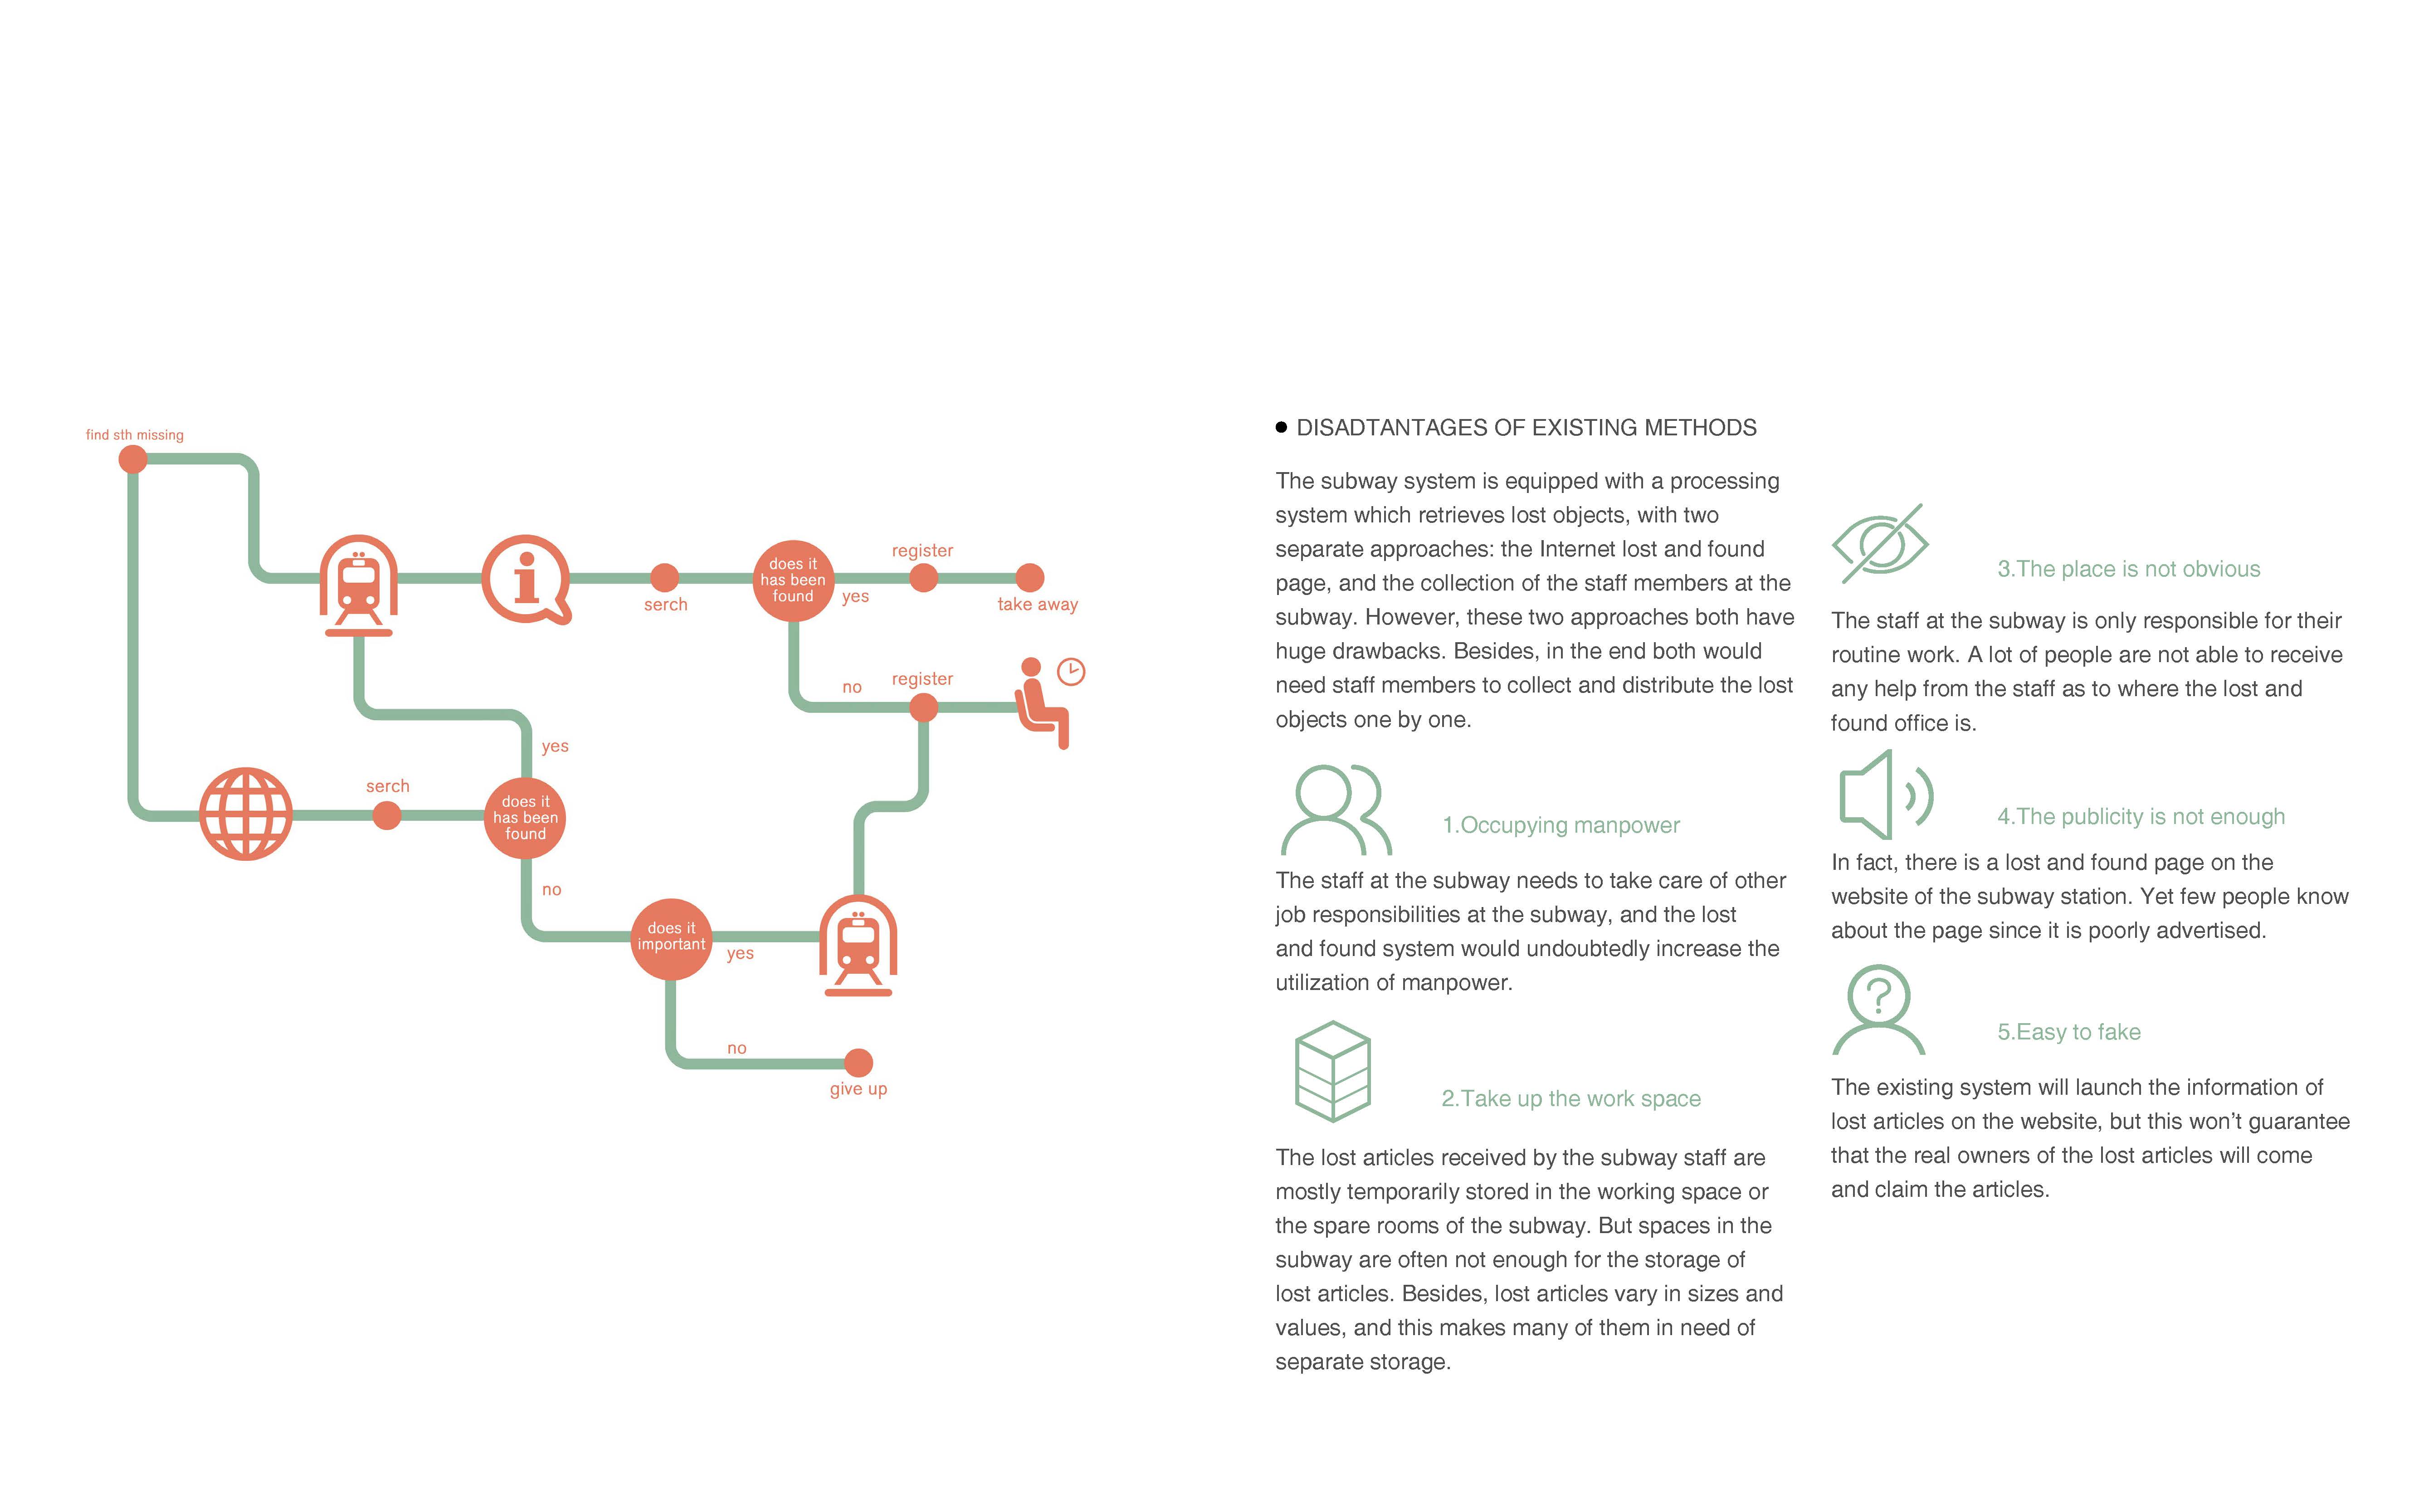 find sth missing
serch
does it
has been
found
yes
register
take away
no
register
yes
serch
does it
has been
found
no
does it
important
yes
no
give up
DISADTANTAGES OF EXISTING METHODS
The subway system is equipped with a processing
system which retrieves lost objects, with two
separate approaches: the Internet lost and found
page, and the collection of the staff members at the
subway. However, these two approaches both have
huge drawbacks. Besides, in the end both would
need staff members to collect and distribute the lost
objects one by one.
1.Occupying manpower
The staff at the subway needs to take care of other
job responsibilities at the subway, and the lost
and found system would undoubtedly increase the
utilization of manpower.
2.Take up the work space
The lost articles received by the subway staff are
mostly temporarily stored in the working space or
the spare rooms of the subway. But spaces in the
subway are often not enough for the storage of
lost articles. Besides, lost articles vary in sizes and
values, and this makes many of them in need of
separate storage.
3.The place is not obvious
The staff at the subway is only responsible for their
routine work. A lot of people are not able to receive
any help from the staff as to where the lost and
found office is.
4.The publicity is not enough
In fact, there is a lost and found page on the
website of the subway station. Yet few people know
about the page since it is poorly advertised.
5.Easy to fake
The existing system will launch the information of
lost articles on the website, but this won't guarantee
that the real owners of the lost articles will come
and claim the articles.